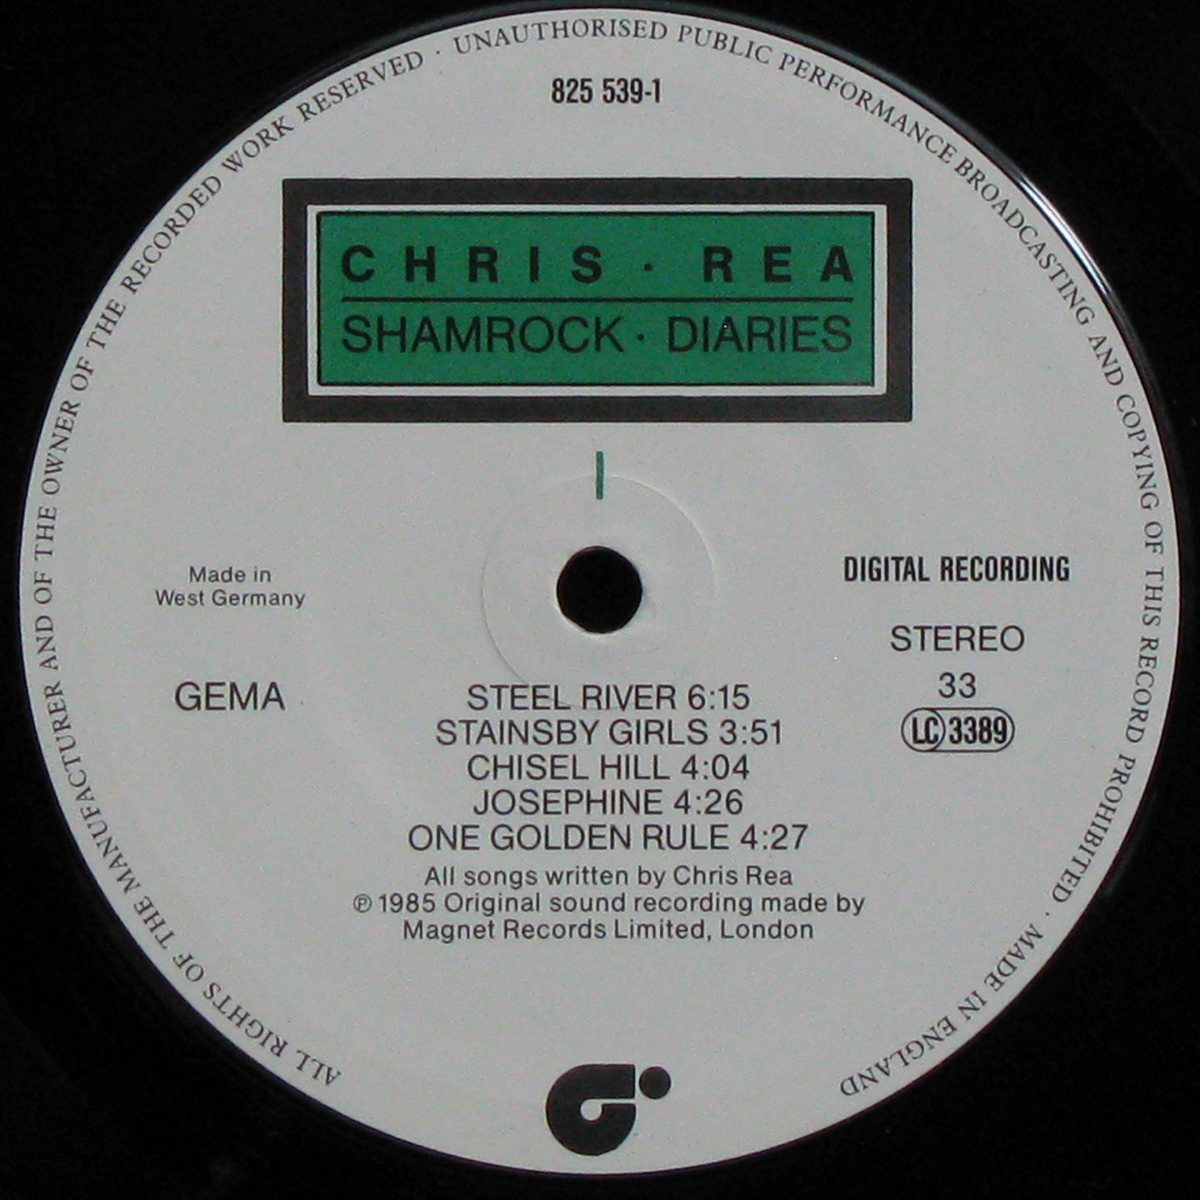 ALL RIGHTS OF THE MANUFACTURER AND OF THE OWNER OF THE RECORDED WORK RESERVED · UNAUTHORISED PUBLIC PERFORMANCE BROADCASTING AND COPYING OF THIS RECORD PROHIBITED · MADE IN ENGLAND
825 539-1
CHRIS · REA
SHAMROCK · DIARIES
I
Made in
West Germany
GEMA
DIGITAL RECORDING
STEREO
33
LC 3389
STEEL RIVER 6:15
STAINSBY GIRLS 3:51
CHISEL HILL 4:04
JOSEPHINE 4:26
ONE GOLDEN RULE 4:27
All songs written by Chris Rea
℗ 1985 Original sound recording made by
Magnet Records Limited, London